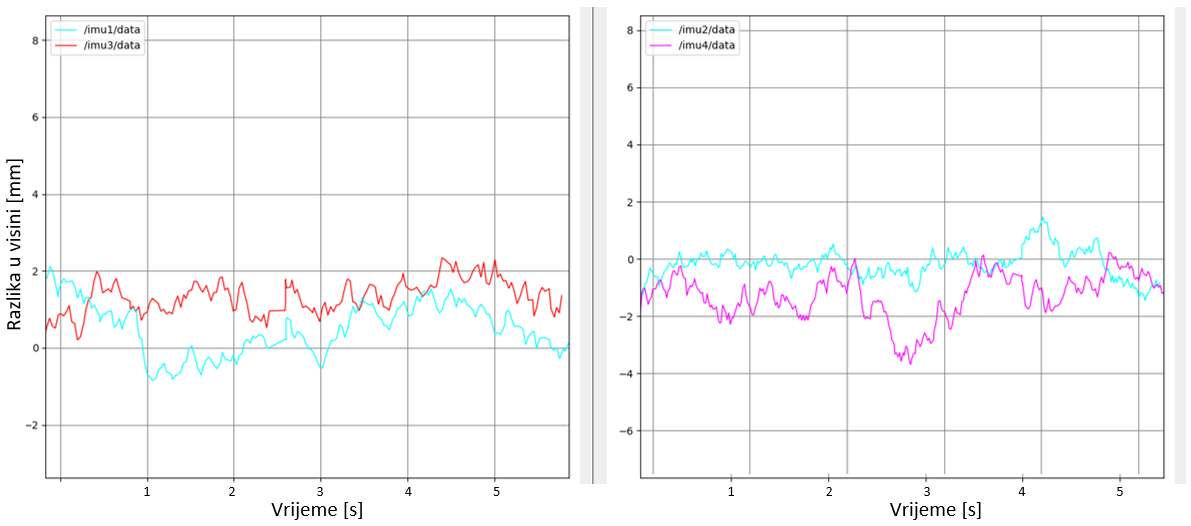 /imu1/data
/imu3/data
8
6
4
2
0
−2
Razlika u visini [mm]
1 2 3 4 5
Vrijeme [s]
/imu2/data
/imu4/data
8
6
4
2
0
−2
−4
−6
1 2 3 4 5
Vrijeme [s]